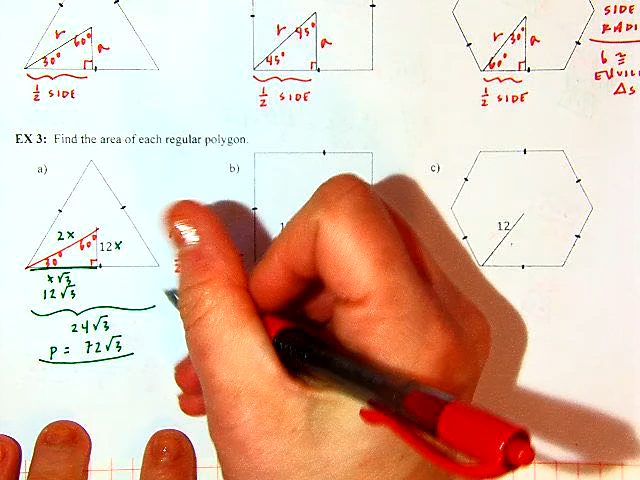 r 60° a
30°
½ SIDE
r 45° a
45°
½ SIDE
r 30° a
60°
½ SIDE
SIDE
RADI
6 ≅
EQUIL
Δs
EX 3: Find the area of each regular polygon.
a)
b)
c)
2x
60° 12x
30°
x√3
12√3
24√3
P = 72√3
12